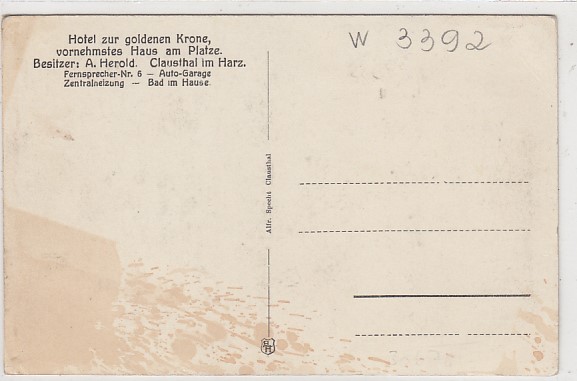 Hotel zur goldenen Krone,
vornehmstes Haus am Platze.
Besitzer: A. Herold. Clausthal im Harz.
Fernsprecher-Nr. 6 — Auto-Garage
Zentralheizung — Bad im Hause.
W 3392
Alfr. Specht Clausthal